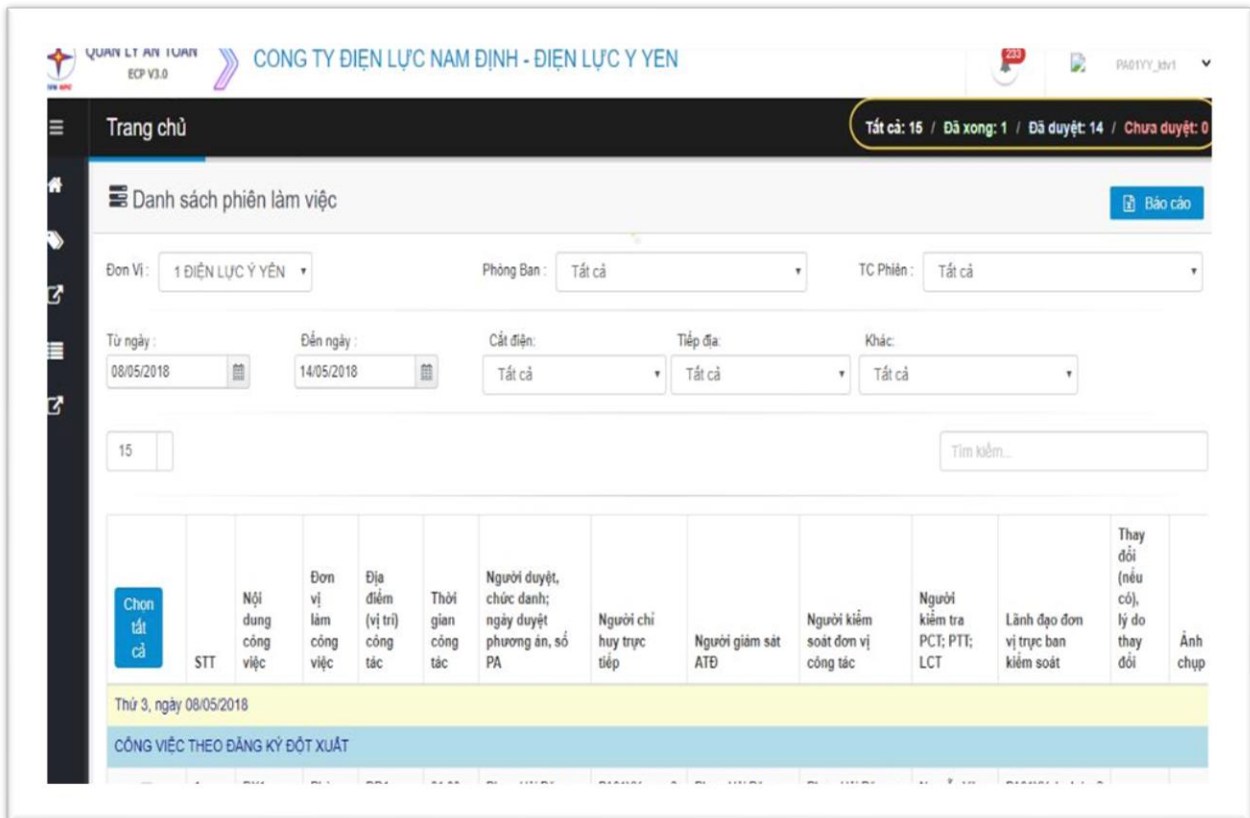 QUẢN LÝ AN TOÀN
ECP V3.0
CÔNG TY ĐIỆN LỰC NAM ĐỊNH - ĐIỆN LỰC Ý YÊN
233
PA01YY_ktv1
Trang chủ
Tất cả: 15 / Đã xong: 1 / Đã duyệt: 14 / Chưa duyệt: 0
Danh sách phiên làm việc
Báo cáo
Đơn Vị :
1 ĐIỆN LỰC Ý YÊN
Phòng Ban :
Tất cả
TC Phiên :
Tất cả
Từ ngày :
Đến ngày :
Cắt điện:
Tiếp địa:
Khác:
08/05/2018
14/05/2018
Tất cả
Tất cả
Tất cả
15
Tìm kiếm...
Chọn
tất
cả
STT
Nội
dung
công
việc
Đơn
vị
làm
công
việc
Địa
điểm
(vị trí)
công
tác
Thời
gian
công
tác
Người duyệt,
chức danh;
ngày duyệt
phương án, số
PA
Người chỉ
huy trực
tiếp
Người giám sát
ATĐ
Người kiểm
soát đơn vị
công tác
Người
kiểm tra
PCT; PTT;
LCT
Lãnh đạo đơn
vị trực ban
kiểm soát
Thay
đổi
(nếu
có),
lý do
thay
đổi
Ảnh
chụp
Thứ 3, ngày 08/05/2018
CÔNG VIỆC THEO ĐĂNG KÝ ĐỘT XUẤT